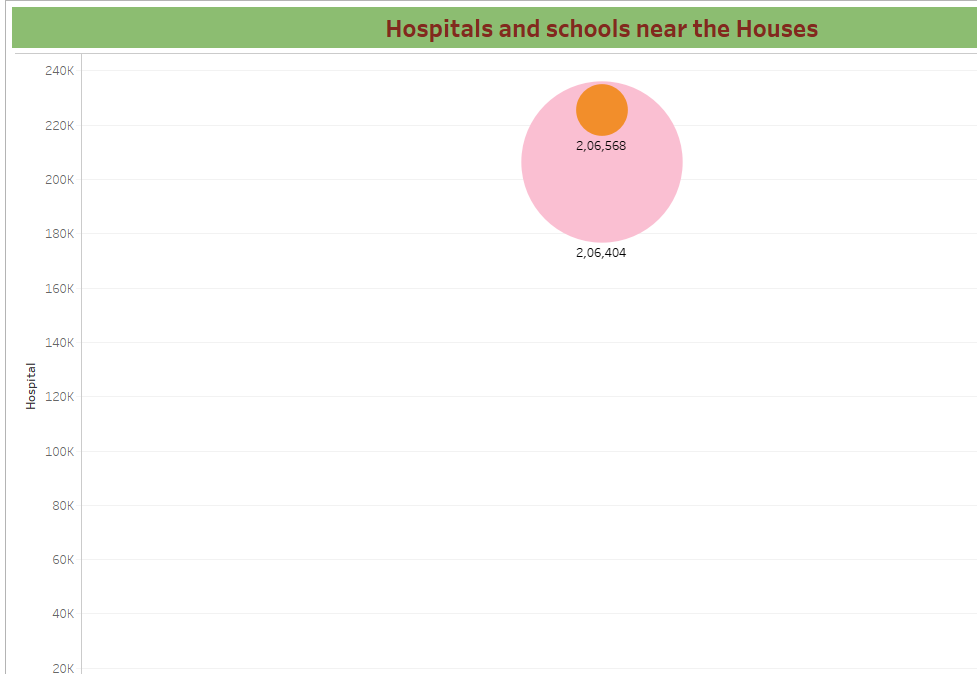 Hospitals and schools near the Houses
240K
220K
2,06,568
200K
180K
2,06,404
160K
140K
Hospital
120K
100K
80K
60K
40K
20K